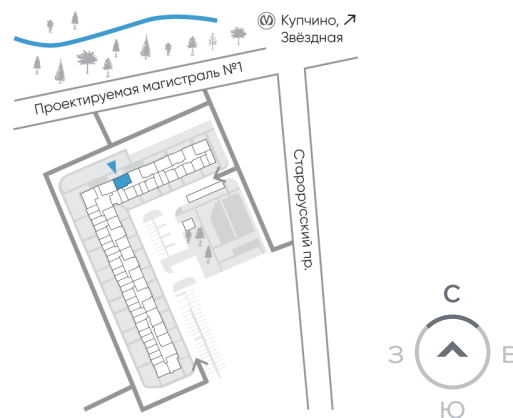 Купчино,
Звёздная
Проектируемая магистраль №1
Старорусский пр.
С
З
В
Ю